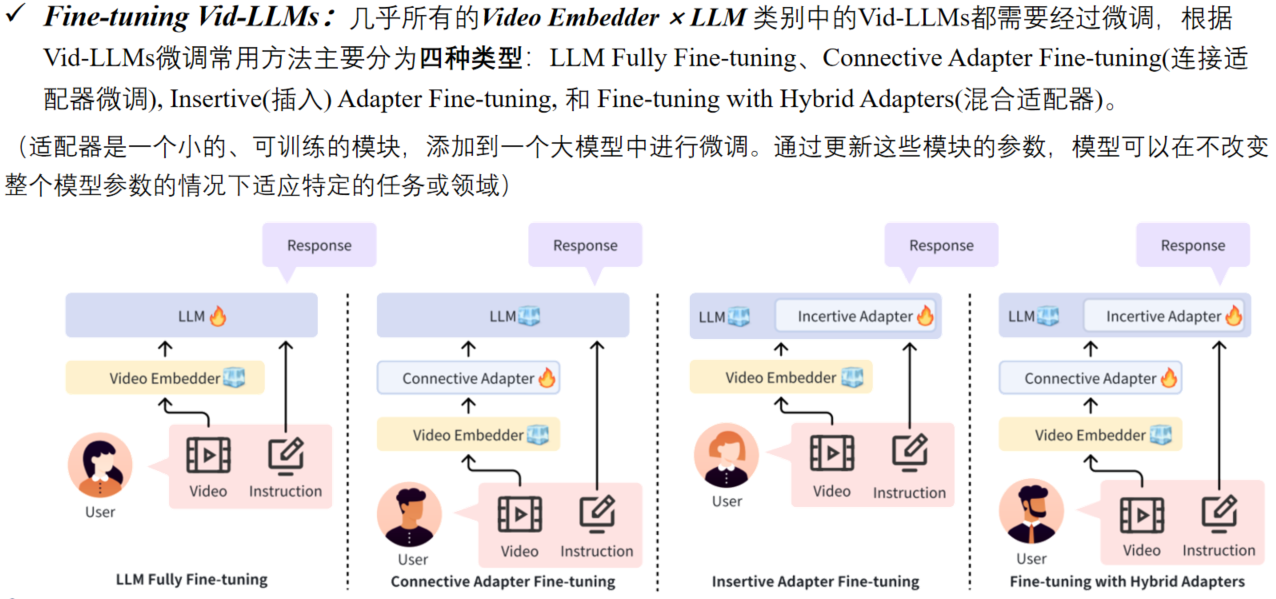 ✓ Fine-tuning Vid-LLMs：几乎所有的Video Embedder × LLM 类别中的Vid-LLMs都需要经过微调，根据
Vid-LLMs微调常用方法主要分为四种类型：LLM Fully Fine-tuning、Connective Adapter Fine-tuning(连接适
配器微调), Insertive(插入) Adapter Fine-tuning, 和 Fine-tuning with Hybrid Adapters(混合适配器)。
（适配器是一个小的、可训练的模块，添加到一个大模型中进行微调。通过更新这些模块的参数，模型可以在不改变
整个模型参数的情况下适应特定的任务或领域）
Response
LLM
Video Embedder
Video
Instruction
User
LLM Fully Fine-tuning
Response
LLM
Connective Adapter
Video Embedder
Video
Instruction
User
Connective Adapter Fine-tuning
Response
LLM
Incertive Adapter
Video Embedder
Video
Instruction
User
Insertive Adapter Fine-tuning
Response
LLM
Incertive Adapter
Connective Adapter
Video Embedder
Video
Instruction
User
Fine-tuning with Hybrid Adapters